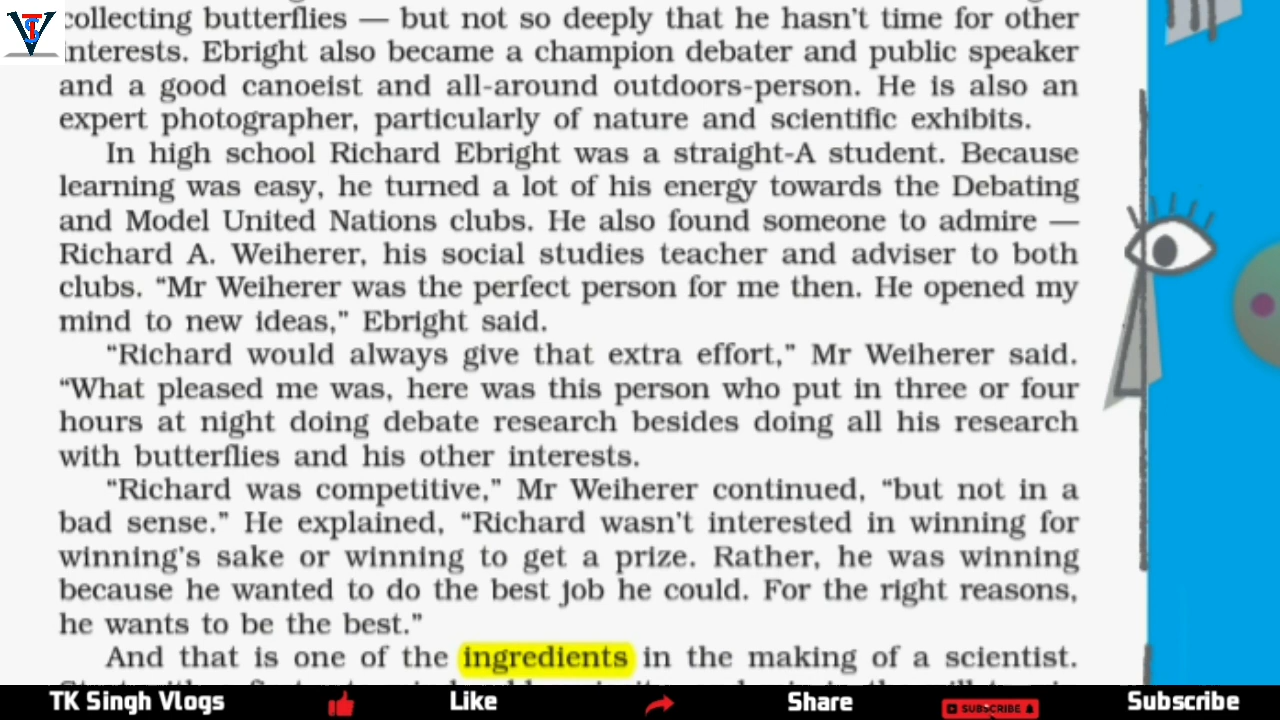 collecting butterflies — but not so deeply that he hasn't time for other
interests. Ebright also became a champion debater and public speaker
and a good canoeist and all-around outdoors-person. He is also an
expert photographer, particularly of nature and scientific exhibits.
In high school Richard Ebright was a straight-A student. Because
learning was easy, he turned a lot of his energy towards the Debating
and Model United Nations clubs. He also found someone to admire —
Richard A. Weiherer, his social studies teacher and adviser to both
clubs. “Mr Weiherer was the perfect person for me then. He opened my
mind to new ideas,” Ebright said.
“Richard would always give that extra effort,” Mr Weiherer said.
“What pleased me was, here was this person who put in three or four
hours at night doing debate research besides doing all his research
with butterflies and his other interests.
“Richard was competitive,” Mr Weiherer continued, “but not in a
bad sense.” He explained, “Richard wasn't interested in winning for
winning's sake or winning to get a prize. Rather, he was winning
because he wanted to do the best job he could. For the right reasons,
he wants to be the best.”
And that is one of the ingredients in the making of a scientist.
TK Singh Vlogs Like Share SUBSCRIBE Subscribe